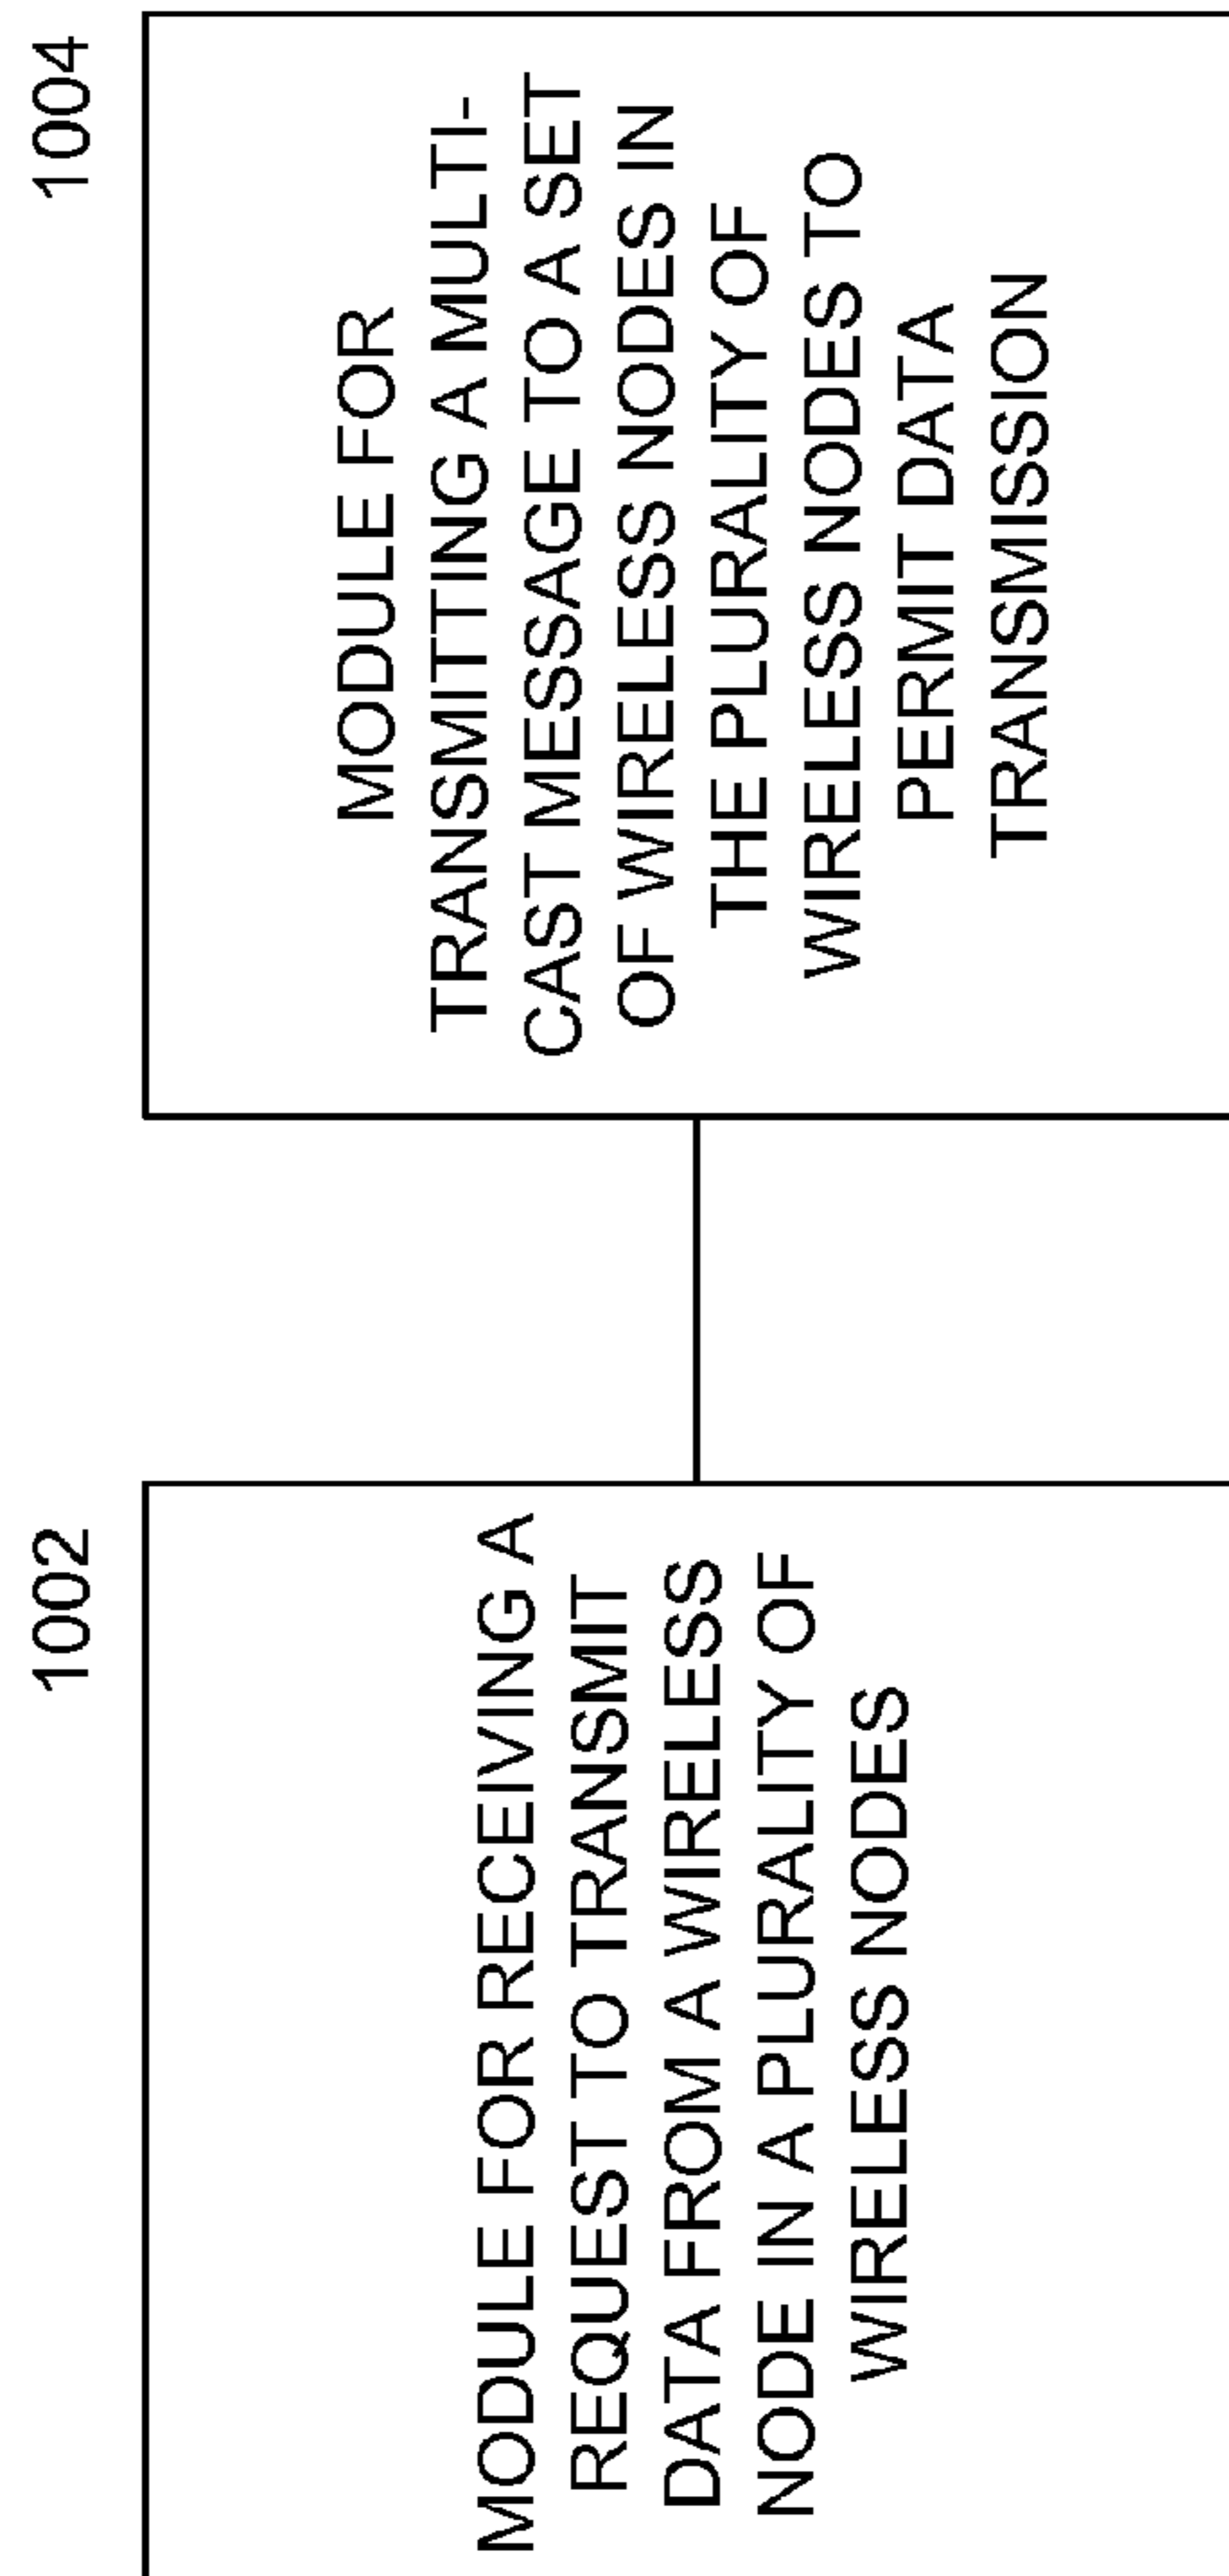 1002
MODULE FOR RECEIVING A
REQUEST TO TRANSMIT
DATA FROM A WIRELESS
NODE IN A PLURALITY OF
WIRELESS NODES
1004
MODULE FOR
TRANSMITTING A MULTI-
CAST MESSAGE TO A SET
OF WIRELESS NODES IN
THE PLURALITY OF
WIRELESS NODES TO
PERMIT DATA
TRANSMISSION